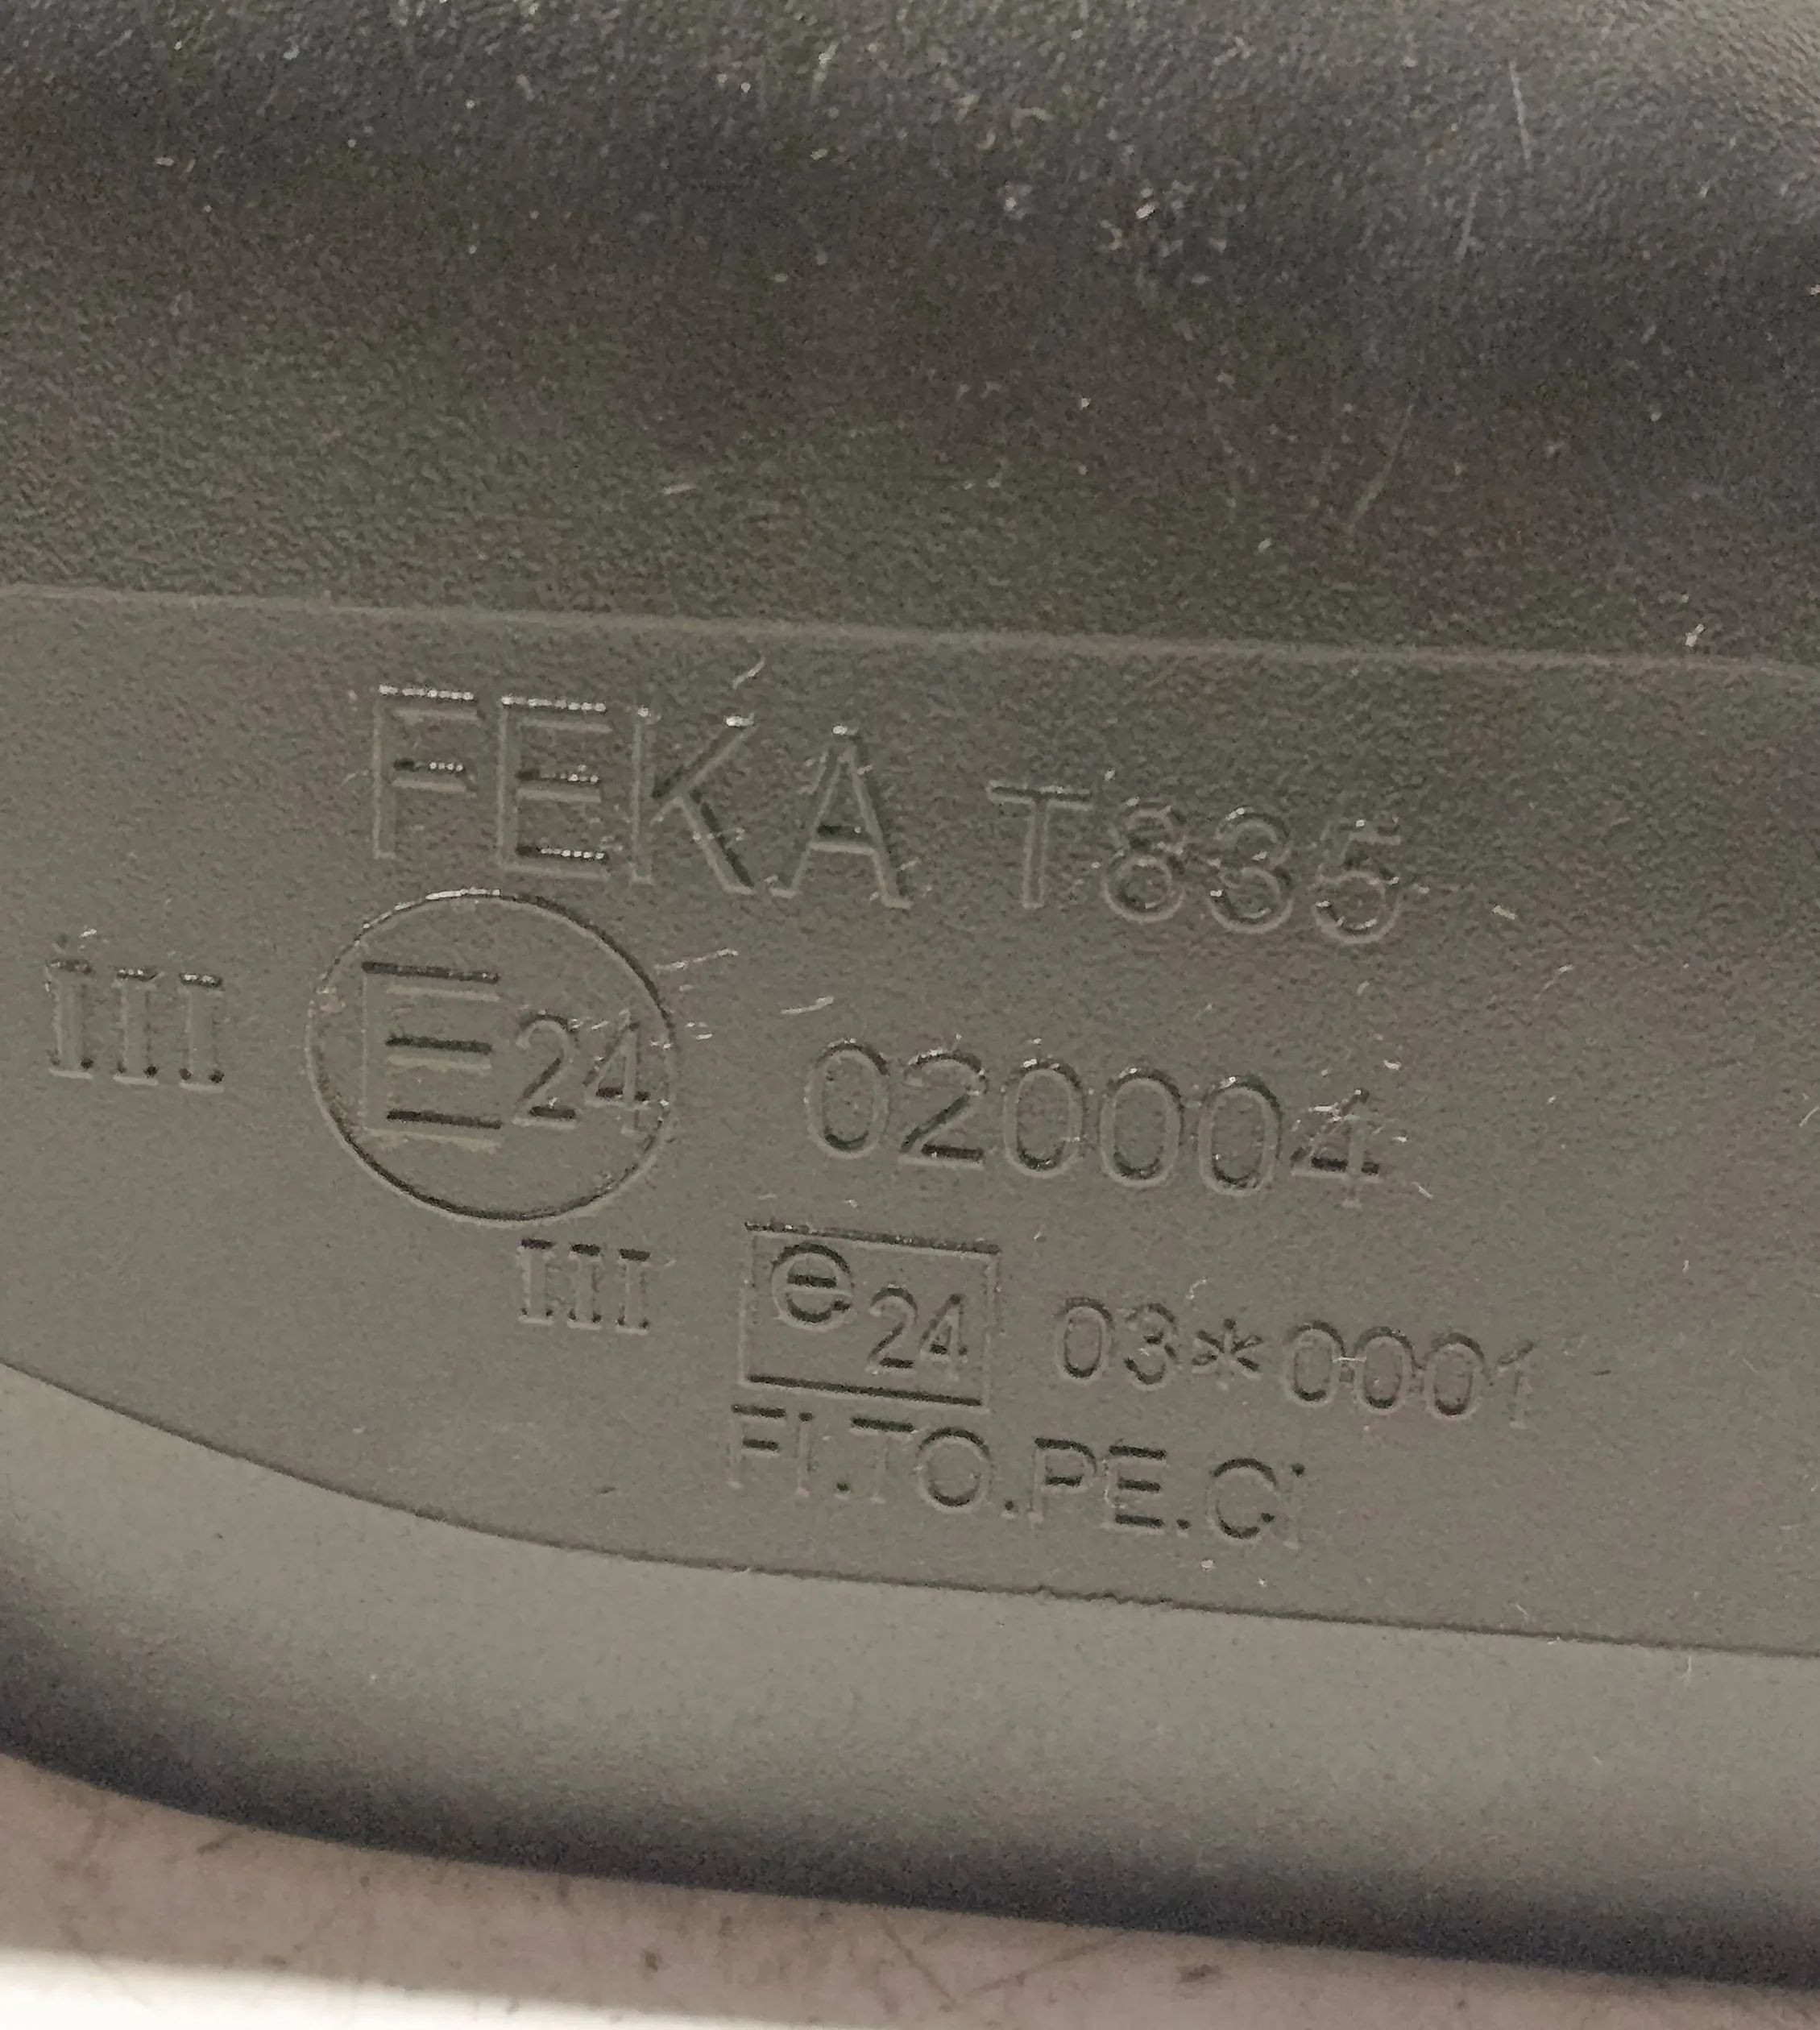 FEKA T835
III E24 020004
III e24 03*0001
FI.TO.PE.Ci